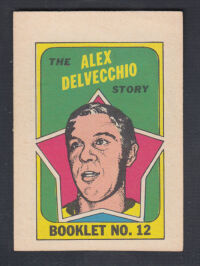 THE ALEX
DELVECCHIO
STORY
BOOKLET NO. 12